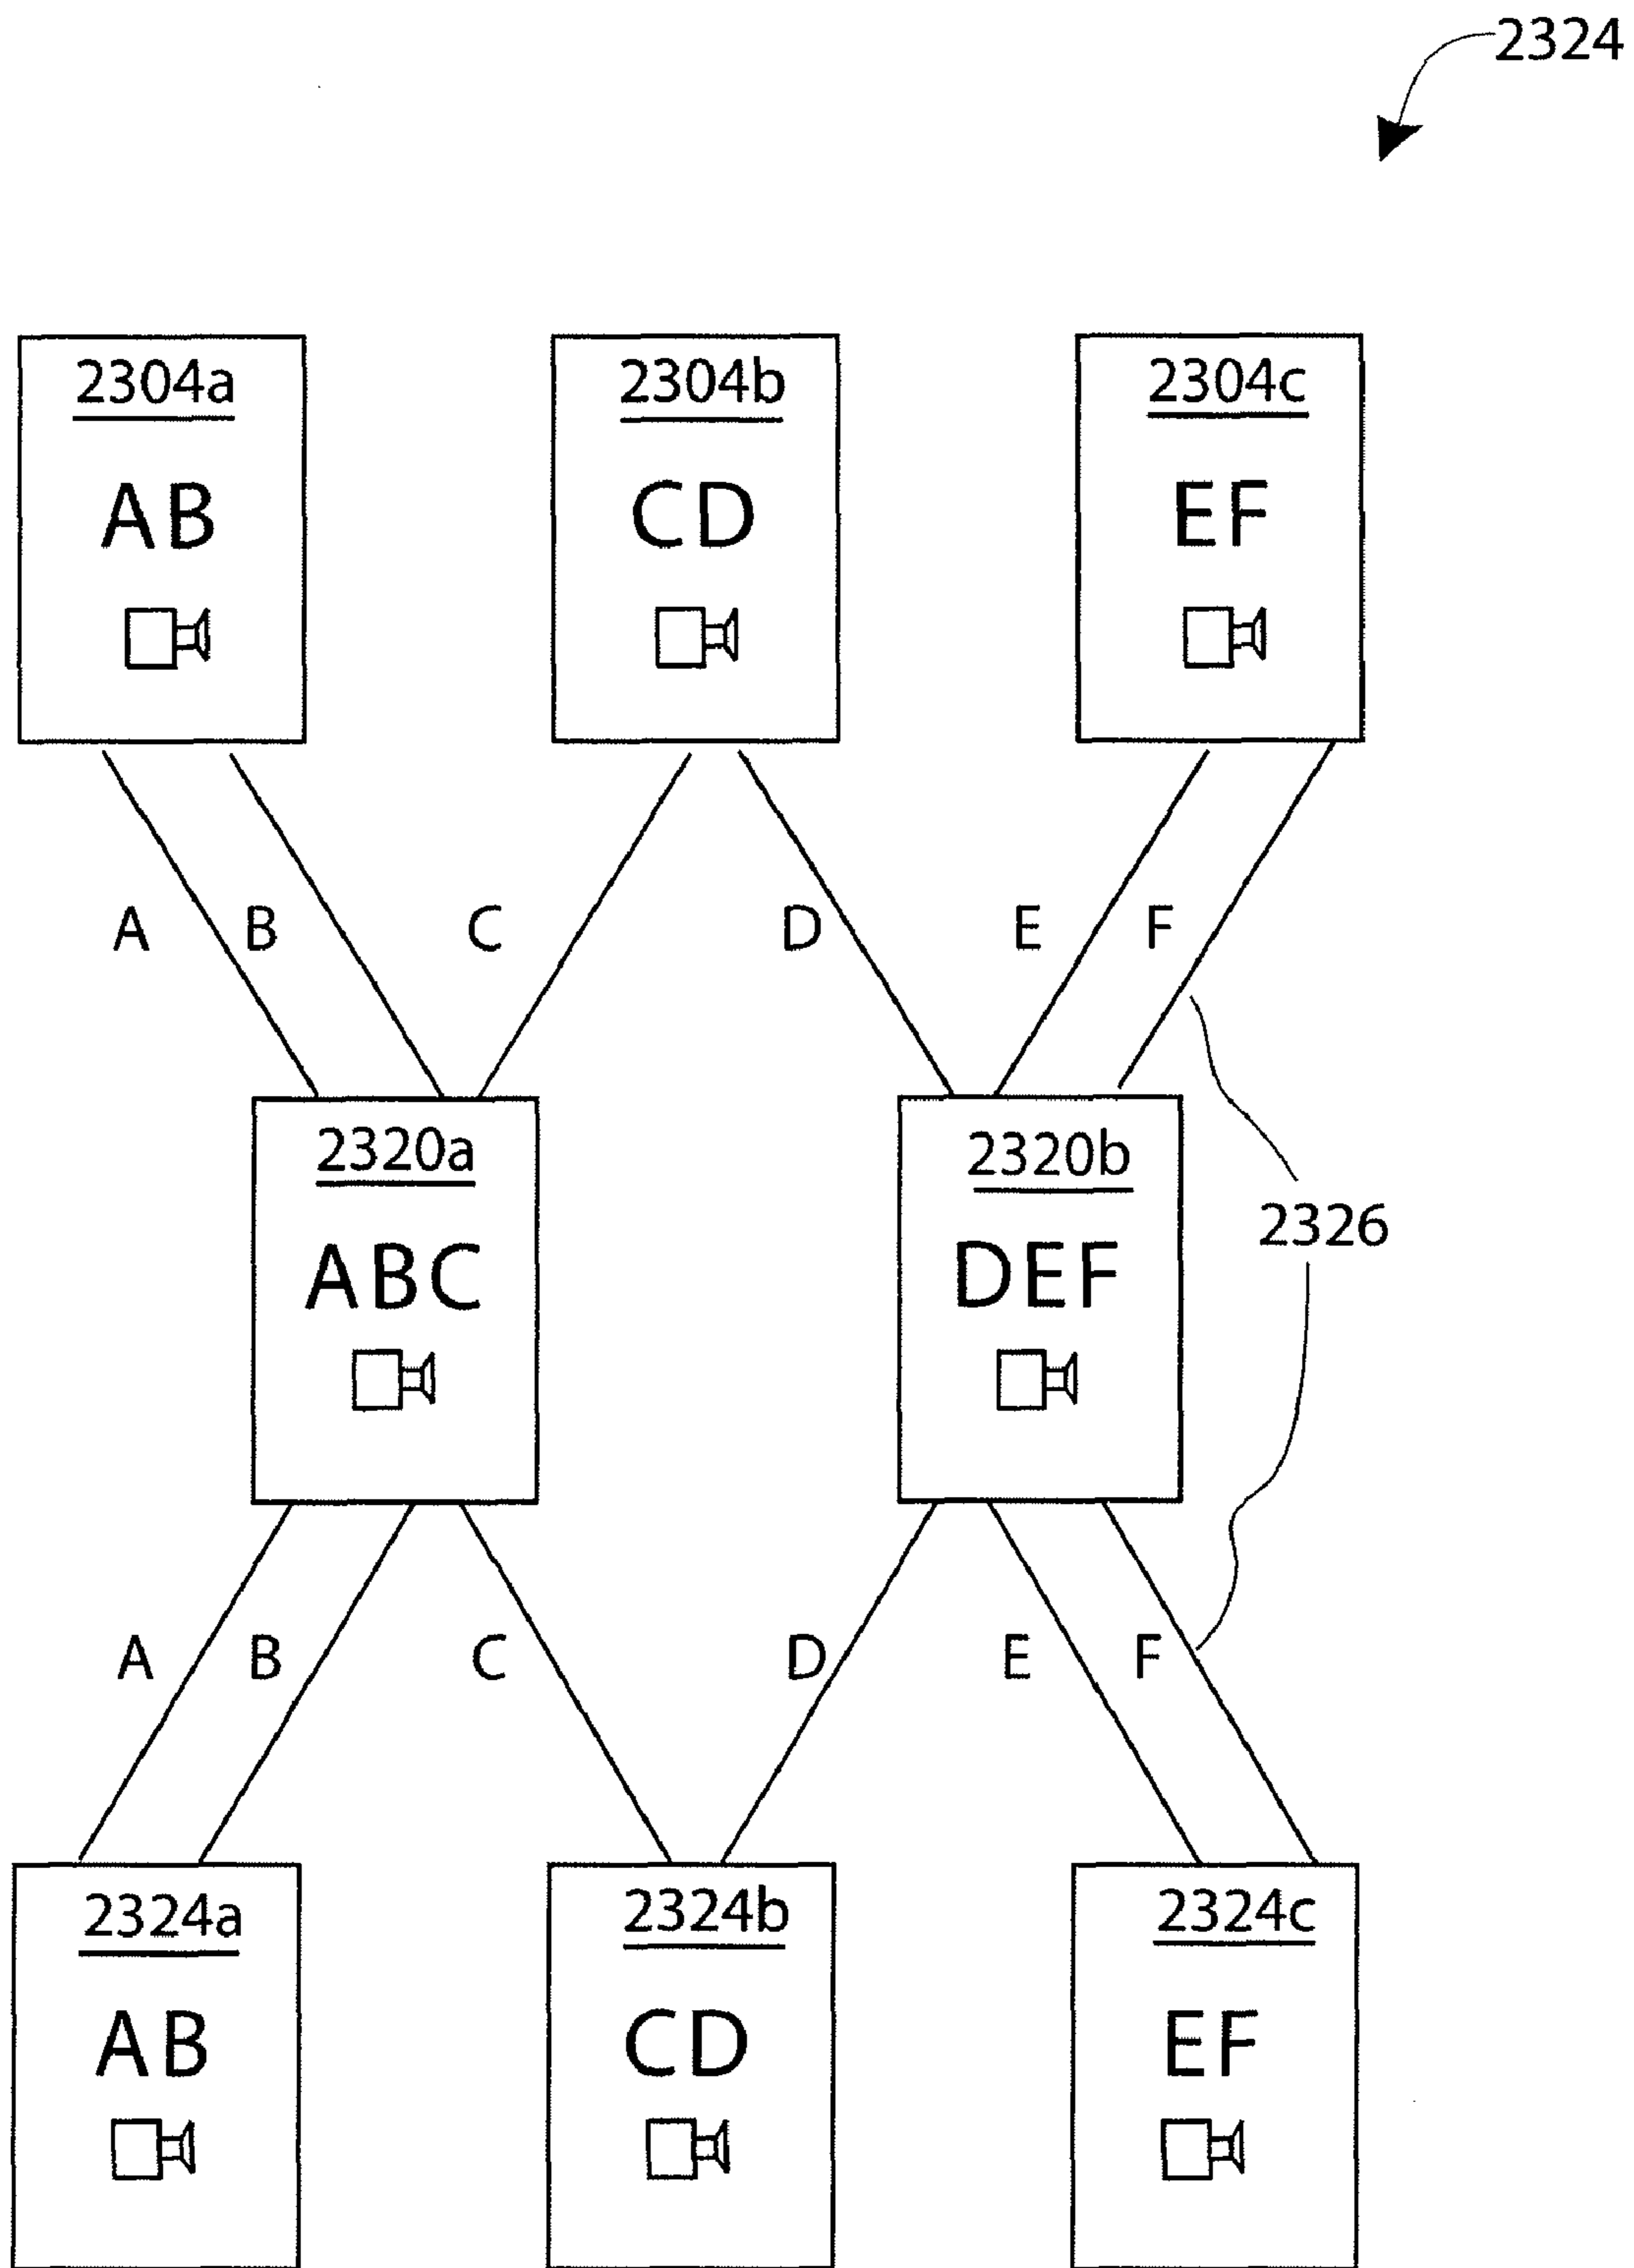 2324
2304a 2304b 2304c
AB CD EF
A B C D E F
2320a 2320b
2326
ABC DEF
A B C D E F
2324a 2324b 2324c
AB CD EF